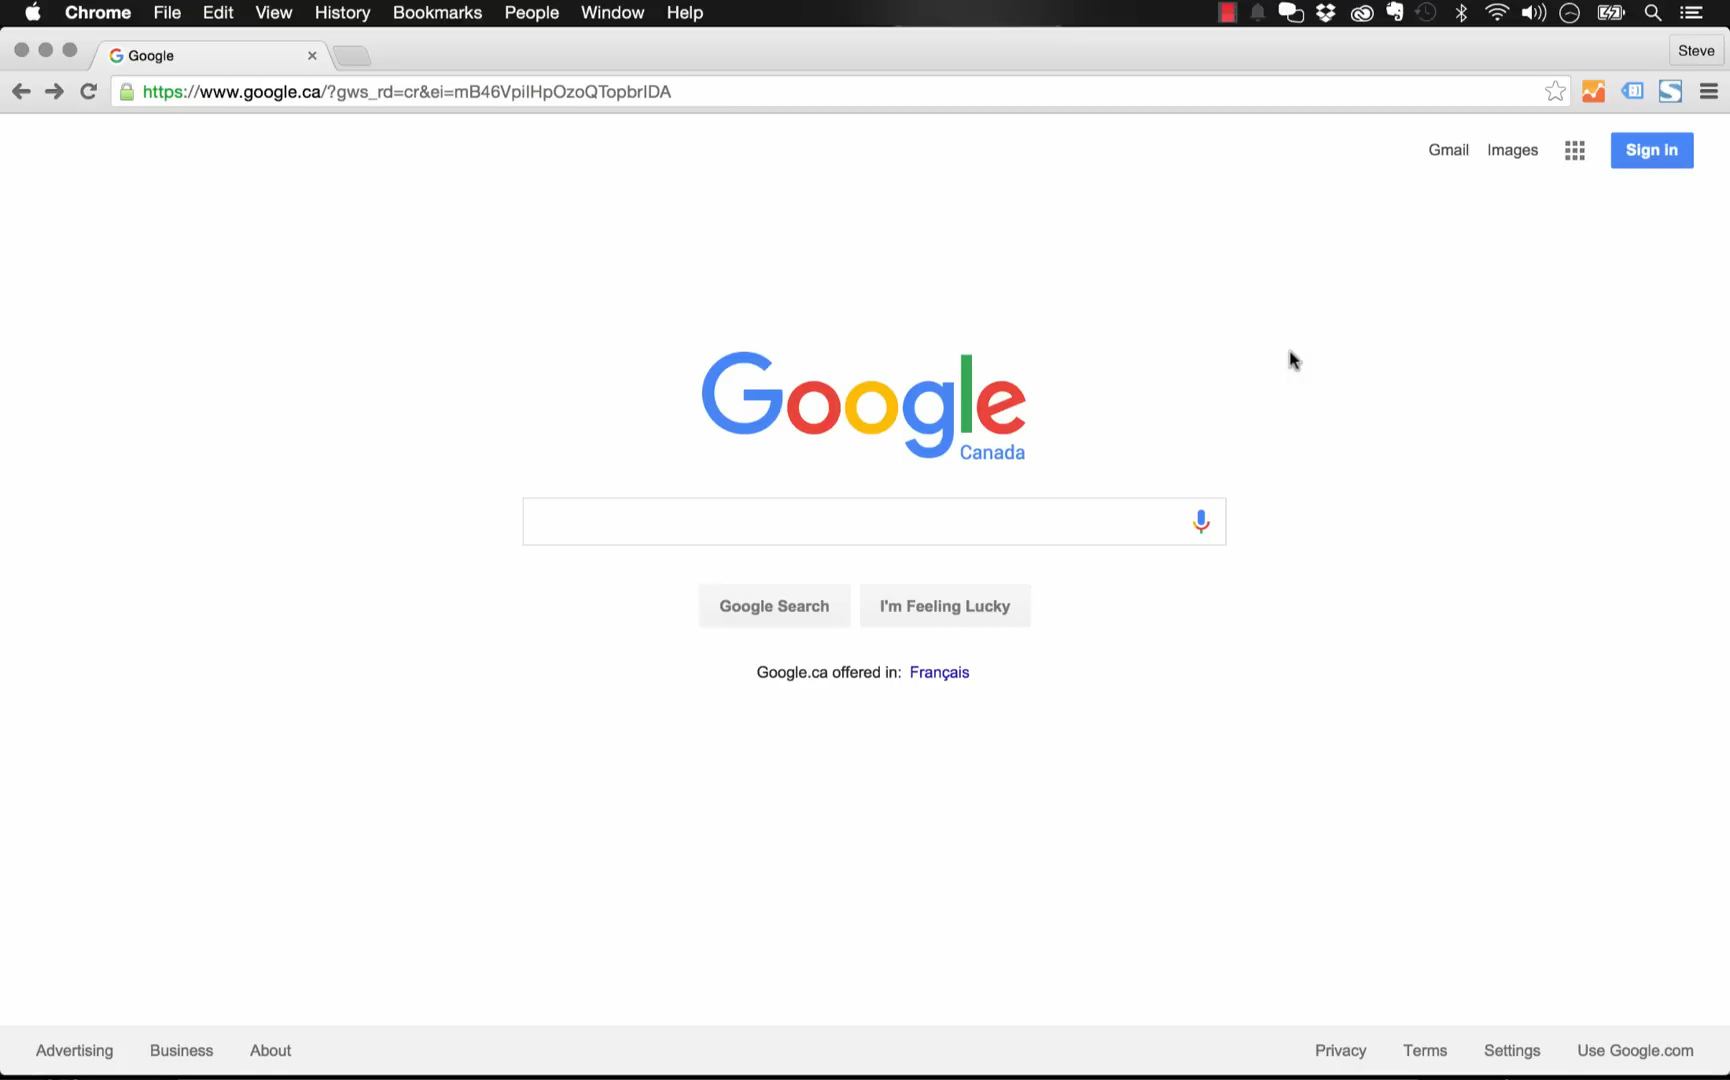 Chrome File Edit View History Bookmarks People Window Help
Google
Steve
https://www.google.ca/?gws_rd=cr&ei=mB46VpiIHpOzoQTopbrIDA
Gmail Images Sign in
Google
Canada
Google Search I'm Feeling Lucky
Google.ca offered in: Français
Advertising Business About Privacy Terms Settings Use Google.com